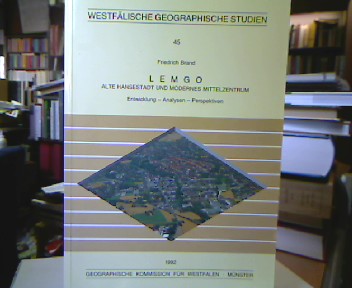 WESTFÄLISCHE GEOGRAPHISCHE STUDIEN
45
Friedrich Brand
LEMGO
ALTE HANSESTADT UND MODERNES MITTELZENTRUM
Entwicklung – Analysen – Perspektiven
1992
GEOGRAPHISCHE KOMMISSION FÜR WESTFALEN · MÜNSTER